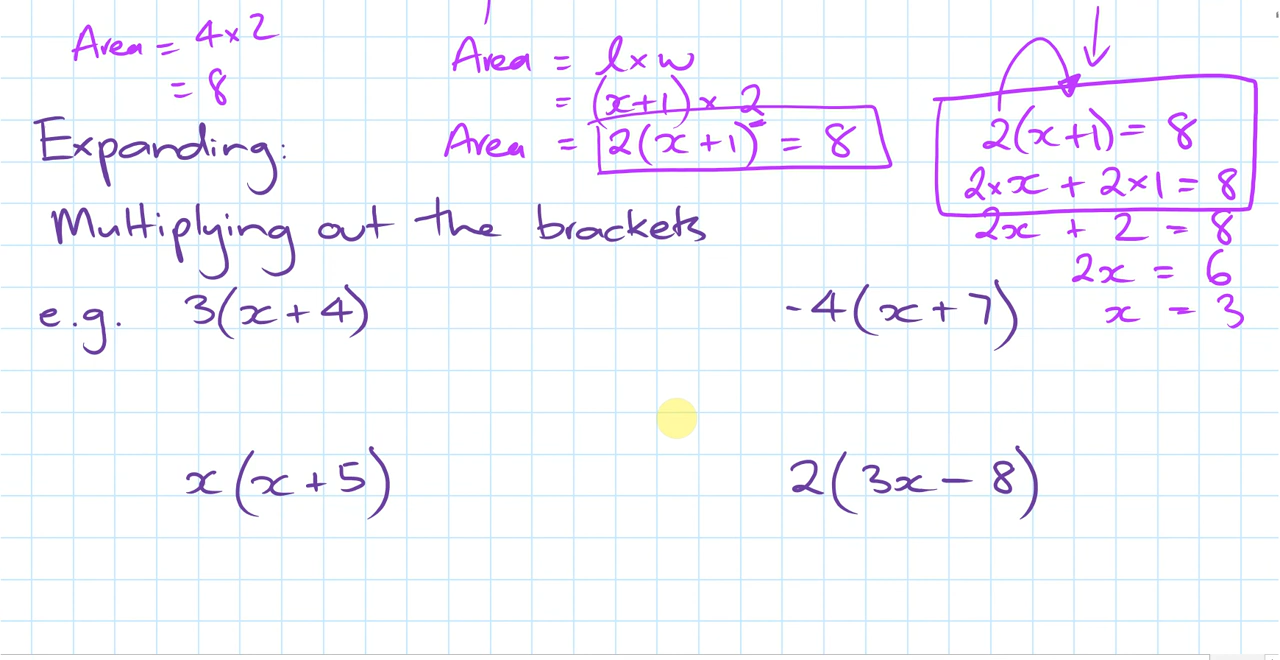 Area = 4×2
= 8
Area = l×w
= (x+1) × 2
Area = 2(x+1) = 8
2(x+1) = 8
2×x + 2×1 = 8
2x + 2 = 8
2x = 6
x = 3
Expanding:
Multiplying out the brackets
e.g. 3(x+4)
-4(x+7)
x(x+5)
2(3x-8)